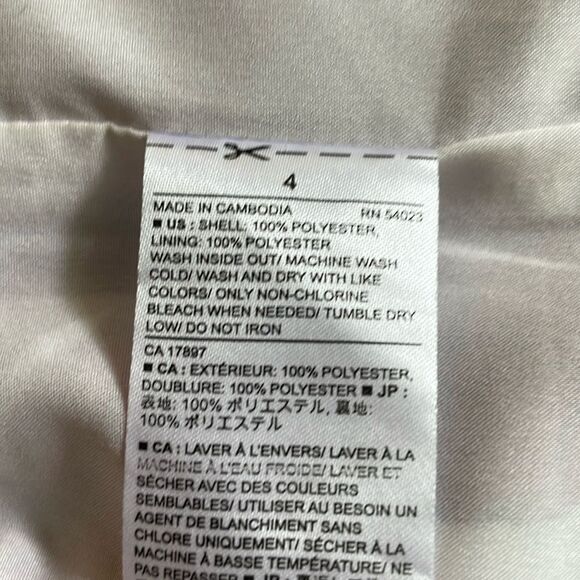 4
MADE IN CAMBODIA RN 54023
■ US : SHELL: 100% POLYESTER,
LINING: 100% POLYESTER
WASH INSIDE OUT/ MACHINE WASH
COLD/ WASH AND DRY WITH LIKE
COLORS/ ONLY NON-CHLORINE
BLEACH WHEN NEEDED/ TUMBLE DRY
LOW/ DO NOT IRON
CA 17897
■ CA : EXTÉRIEUR: 100% POLYESTER,
DOUBLURE: 100% POLYESTER ■ JP :
表地: 100% ポリエステル, 裏地:
100% ポリエステル
■ CA : LAVER À L'ENVERS/ LAVER À LA
MACHINE À L'EAU FROIDE/ LAVER ET
SÉCHER AVEC DES COULEURS
SEMBLABLES/ UTILISER AU BESOIN UN
AGENT DE BLANCHIMENT SANS
CHLORE UNIQUEMENT/ SÉCHER À LA
MACHINE À BASSE TEMPÉRATURE/ NE
PAS REPASSER ■ JP :